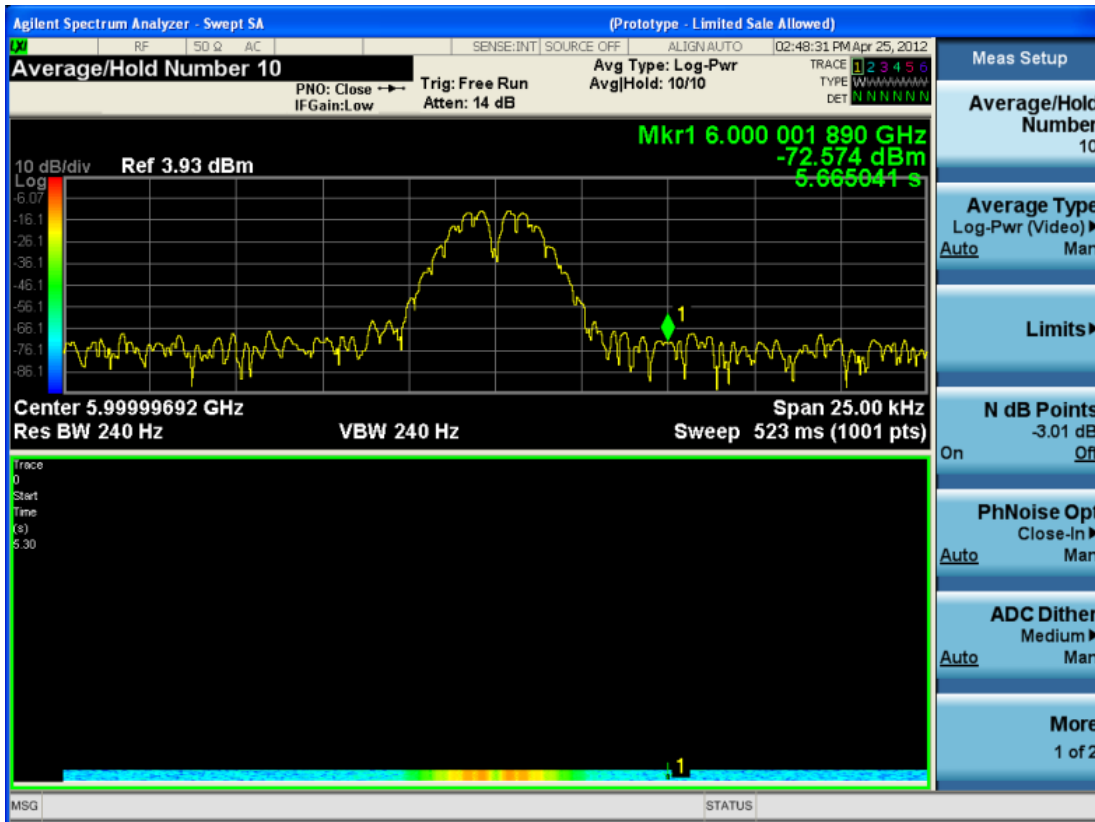 Agilent Spectrum Analyzer - Swept SA (Prototype - Limited Sale Allowed)
LXI RF 50 Ω AC SENSE:INT SOURCE OFF ALIGN AUTO 02:48:31 PM Apr 25, 2012
Average/Hold Number 10
PNO: Close
IFGain:Low
Trig: Free Run
Atten: 14 dB
Avg Type: Log-Pwr
Avg|Hold: 10/10
TRACE 1 2 3 4 5 6
TYPE WWWWWW
DET N N N N N N
Mkr1 6.000 001 890 GHz
-72.574 dBm
5.665041 s
10 dB/div Ref 3.93 dBm
Log
-6.07
-16.1
-26.1
-36.1
-46.1
-56.1
-66.1
-76.1
-86.1
1
Center 5.99999692 GHz Span 25.00 kHz
Res BW 240 Hz VBW 240 Hz Sweep 523 ms (1001 pts)
Trace
0
Start
Time
(s)
5.30
1
MSG STATUS
Meas Setup
Average/Hold
Number
10
Average Type
Log-Pwr (Video)
Auto Man
Limits
N dB Points
-3.01 dB
On Off
PhNoise Opt
Close-In
Auto Man
ADC Dither
Medium
Auto Man
More
1 of 2